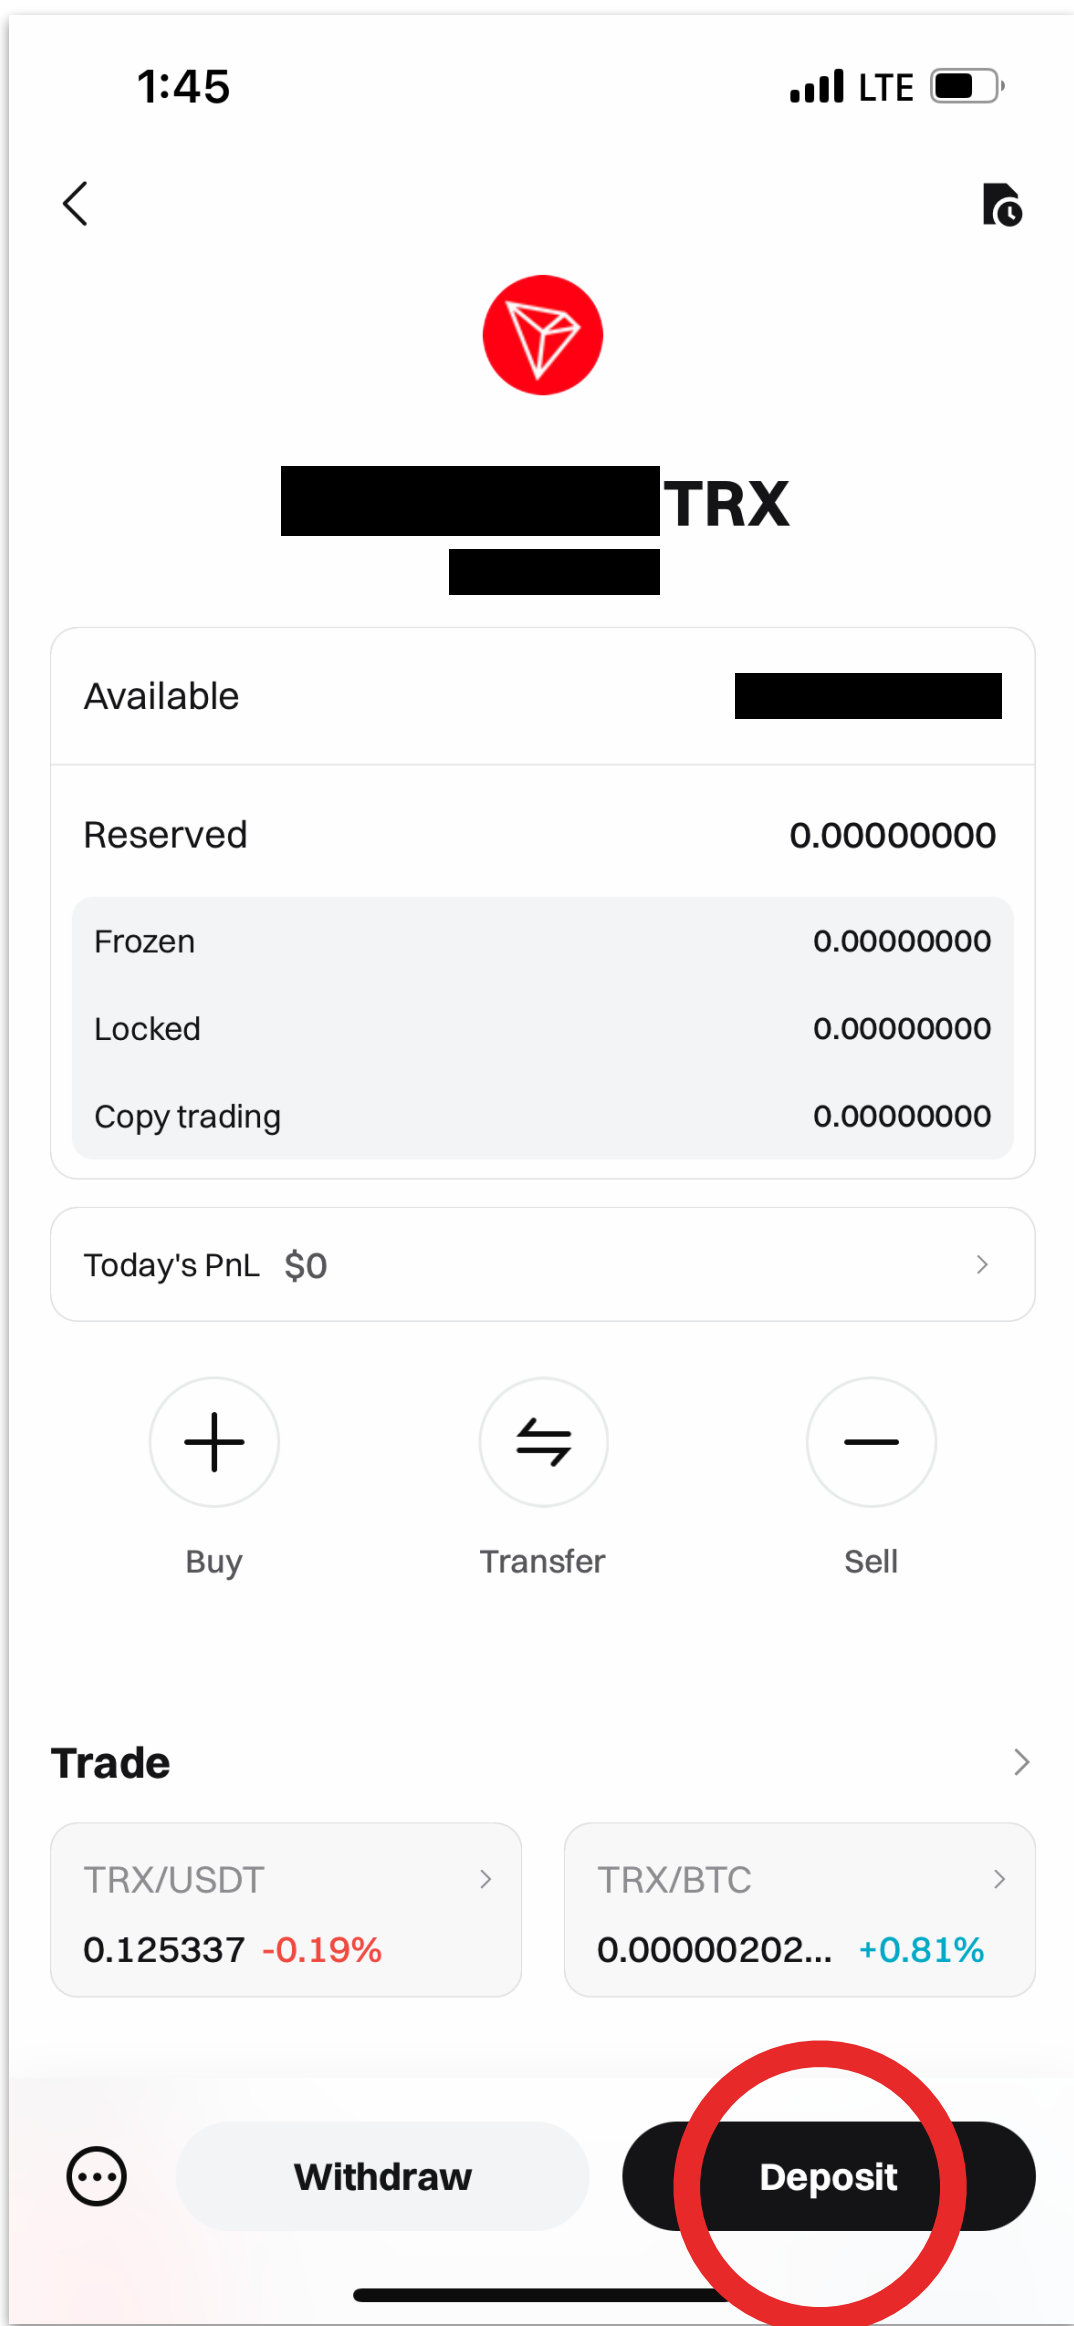 1:45 LTE
TRX
Available
Reserved 0.00000000
Frozen 0.00000000
Locked 0.00000000
Copy trading 0.00000000
Today's PnL $0
Buy Transfer Sell
Trade
TRX/USDT TRX/BTC
0.125337 -0.19% 0.00000202... +0.81%
Withdraw Deposit